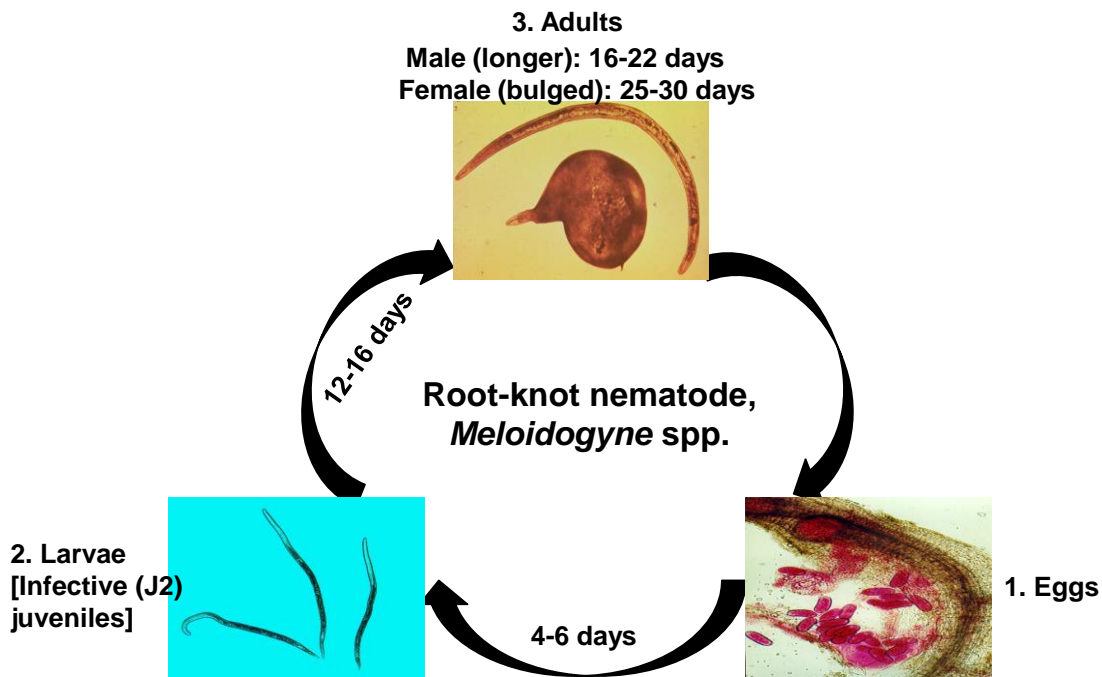 3. Adults
Male (longer): 16-22 days
Female (bulged): 25-30 days
12-16 days
Root-knot nematode,
Meloidogyne spp.
2. Larvae
[Infective (J2)
juveniles]
1. Eggs
4-6 days